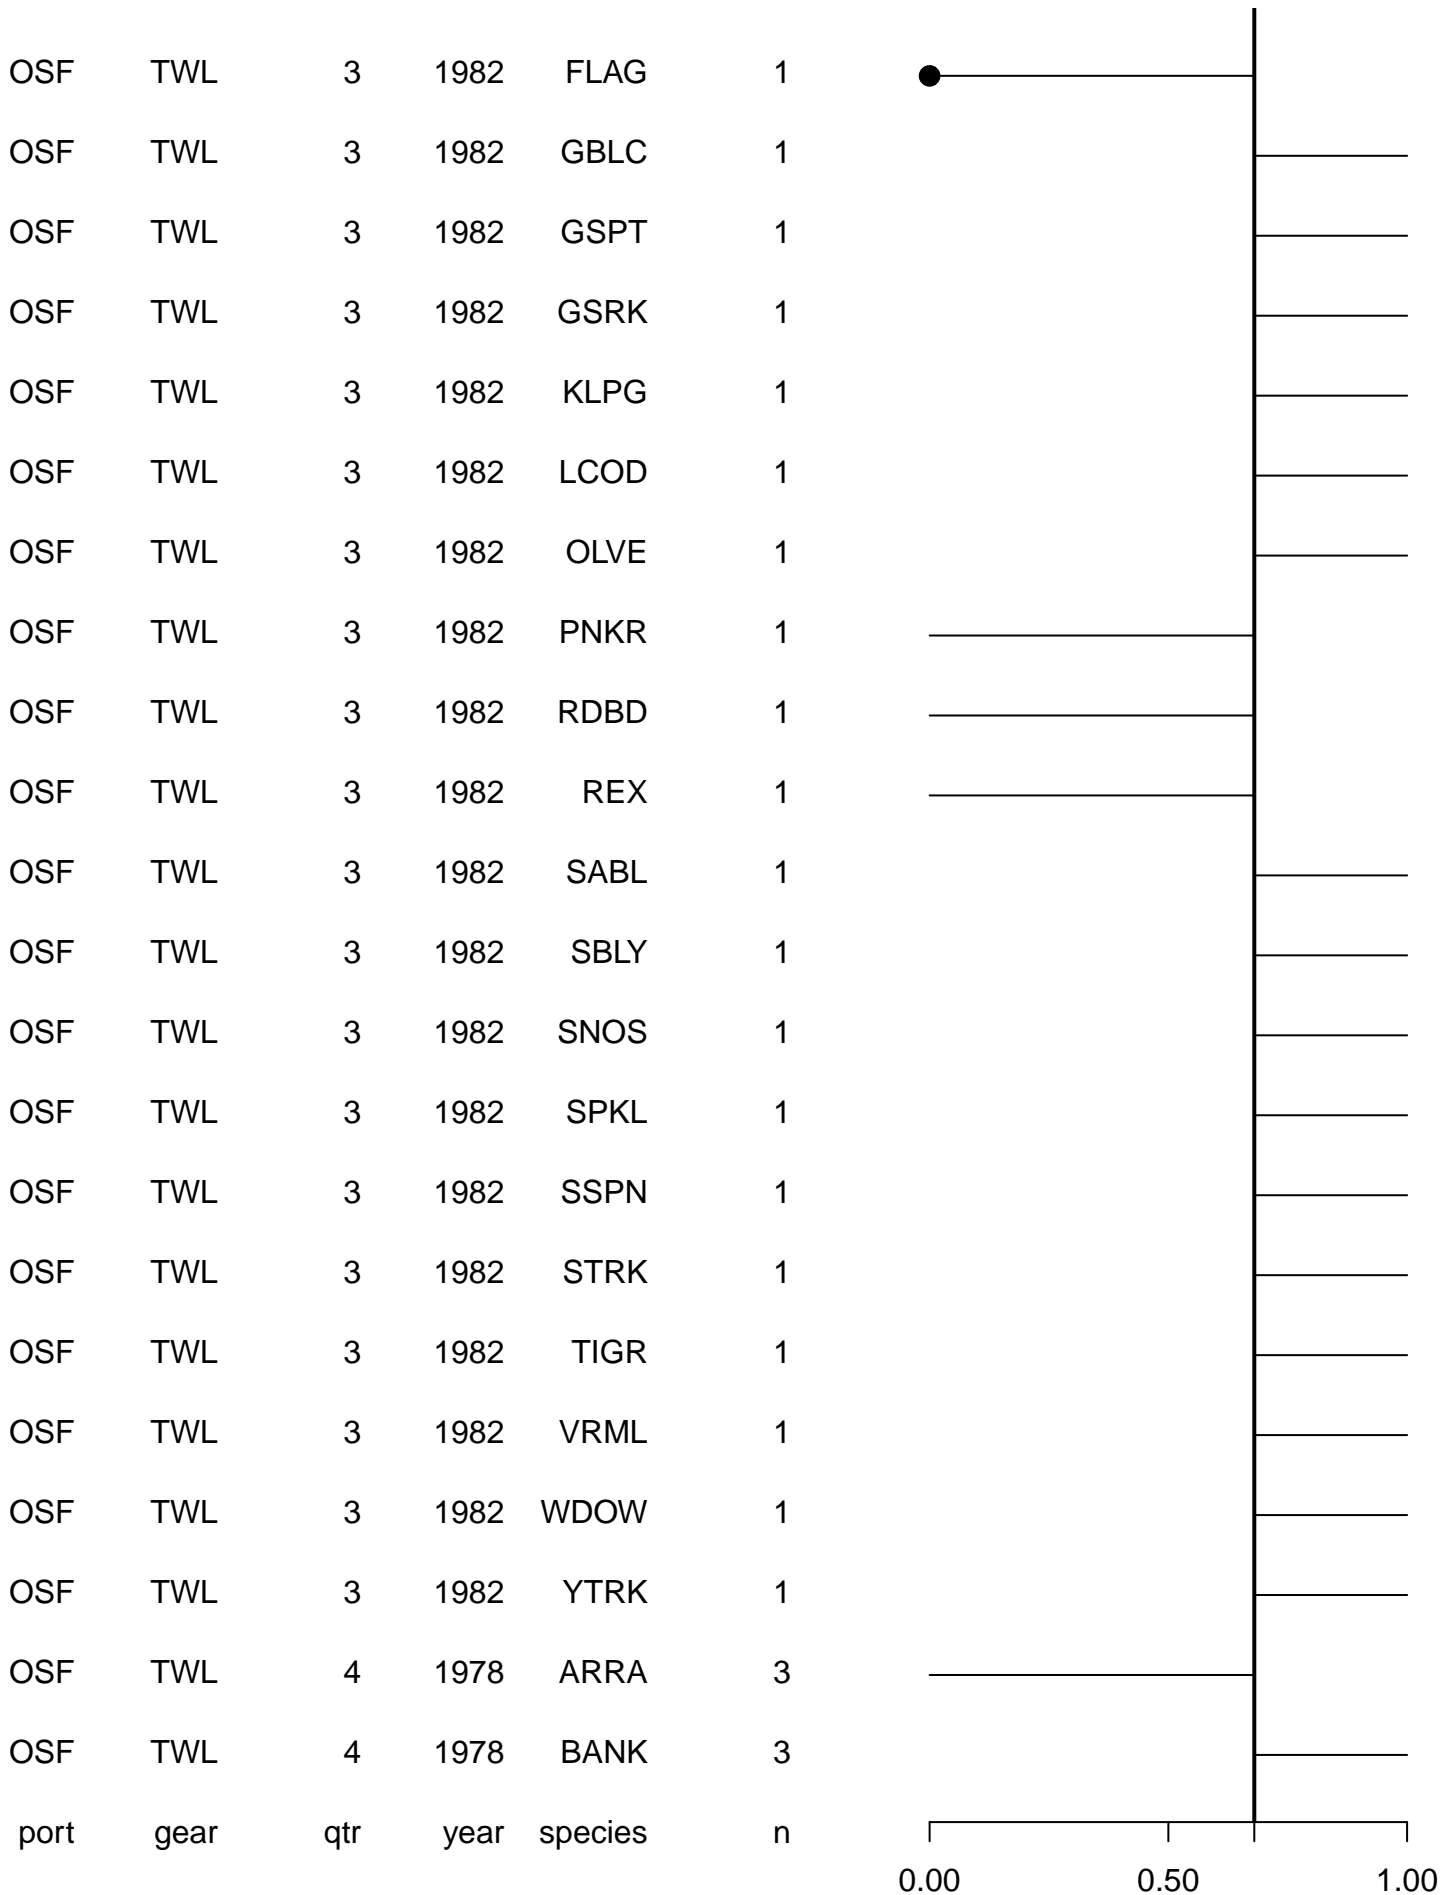 OSF TWL 3 1982 FLAG 1
OSF TWL 3 1982 GBLC 1
OSF TWL 3 1982 GSPT 1
OSF TWL 3 1982 GSRK 1
OSF TWL 3 1982 KLPG 1
OSF TWL 3 1982 LCOD 1
OSF TWL 3 1982 OLVE 1
OSF TWL 3 1982 PNKR 1
OSF TWL 3 1982 RDBD 1
OSF TWL 3 1982 REX 1
OSF TWL 3 1982 SABL 1
OSF TWL 3 1982 SBLY 1
OSF TWL 3 1982 SNOS 1
OSF TWL 3 1982 SPKL 1
OSF TWL 3 1982 SSPN 1
OSF TWL 3 1982 STRK 1
OSF TWL 3 1982 TIGR 1
OSF TWL 3 1982 VRML 1
OSF TWL 3 1982 WDOW 1
OSF TWL 3 1982 YTRK 1
OSF TWL 4 1978 ARRA 3
OSF TWL 4 1978 BANK 3
port gear qtr year species n
0.00 0.50 1.00